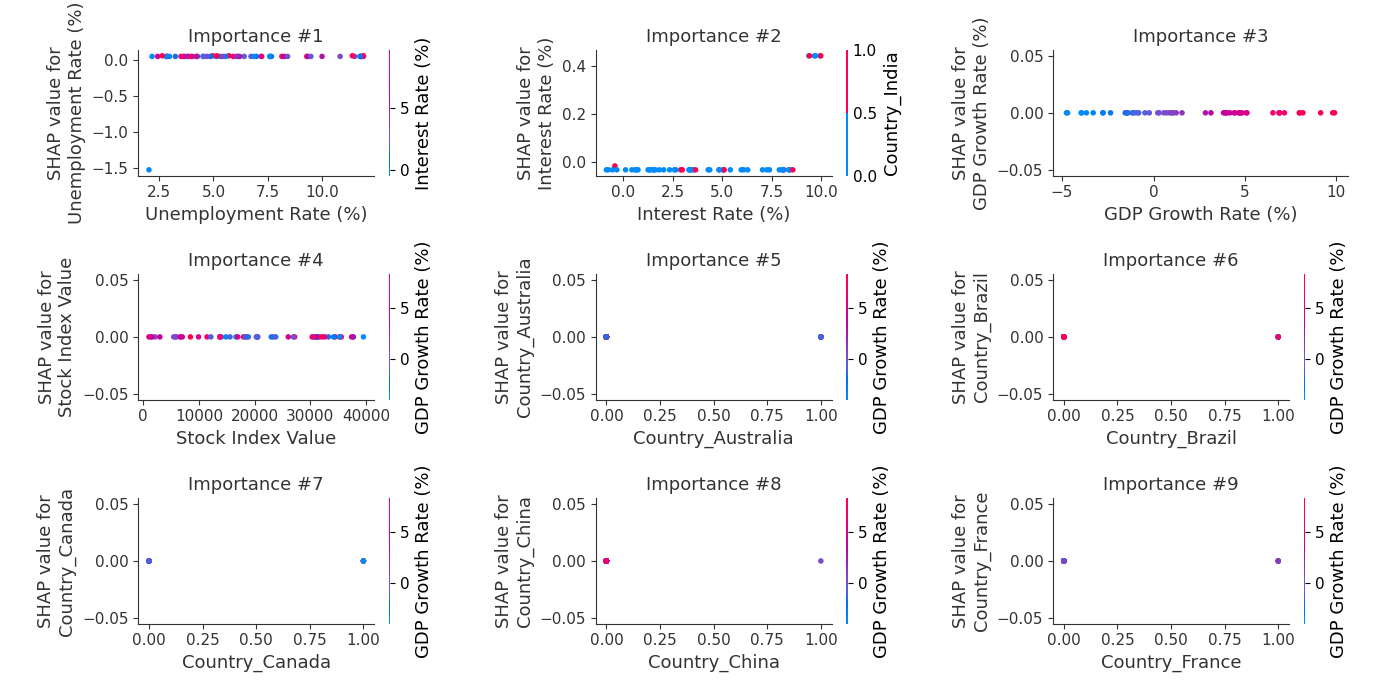 Importance #1
SHAP value for
Unemployment Rate (%)
0.0
−0.5
−1.0
−1.5
2.5 5.0 7.5 10.0
Unemployment Rate (%)
5
0
Interest Rate (%)
Importance #2
SHAP value for
Interest Rate (%)
0.4
0.2
0.0
0.0 2.5 5.0 7.5 10.0
Interest Rate (%)
1.0
0.5
0.0
Country_India
Importance #3
SHAP value for
GDP Growth Rate (%)
0.05
0.00
−0.05
−5 0 5 10
GDP Growth Rate (%)
Importance #4
SHAP value for
Stock Index Value
0.05
0.00
−0.05
0 10000 20000 30000 40000
Stock Index Value
5
0
GDP Growth Rate (%)
Importance #5
SHAP value for
Country_Australia
0.05
0.00
−0.05
0.00 0.25 0.50 0.75 1.00
Country_Australia
5
0
GDP Growth Rate (%)
Importance #6
SHAP value for
Country_Brazil
0.05
0.00
−0.05
0.00 0.25 0.50 0.75 1.00
Country_Brazil
5
0
GDP Growth Rate (%)
Importance #7
SHAP value for
Country_Canada
0.05
0.00
−0.05
0.00 0.25 0.50 0.75 1.00
Country_Canada
5
0
GDP Growth Rate (%)
Importance #8
SHAP value for
Country_China
0.05
0.00
−0.05
0.00 0.25 0.50 0.75 1.00
Country_China
5
0
GDP Growth Rate (%)
Importance #9
SHAP value for
Country_France
0.05
0.00
−0.05
0.00 0.25 0.50 0.75 1.00
Country_France
5
0
GDP Growth Rate (%)